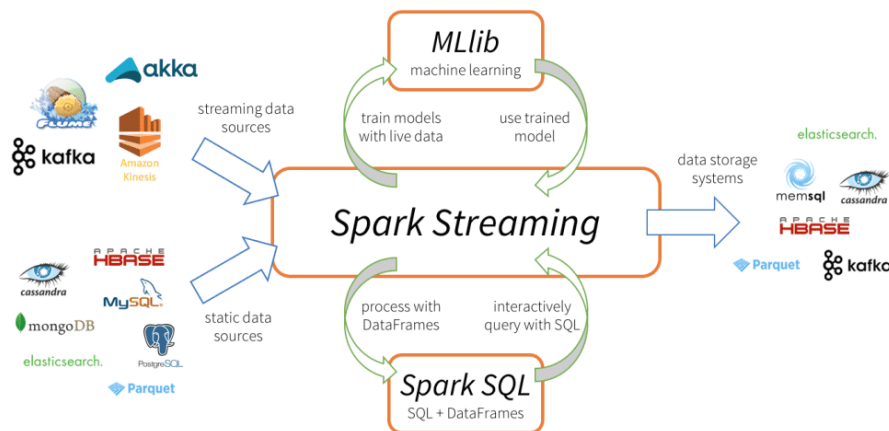 MLlib
machine learning
akka
FLUME
streaming data
sources
train models
with live data
use trained
model
kafka
Amazon
Kinesis
elasticsearch.
data storage
systems
memsql
cassandra
Spark Streaming
APACHE
HBASE
Parquet
kafka
APACHE
HBASE
cassandra
MySQL®
mongoDB
PostgreSQL
elasticsearch.
Parquet
static data
sources
process with
DataFrames
interactively
query with SQL
Spark SQL
SQL + DataFrames